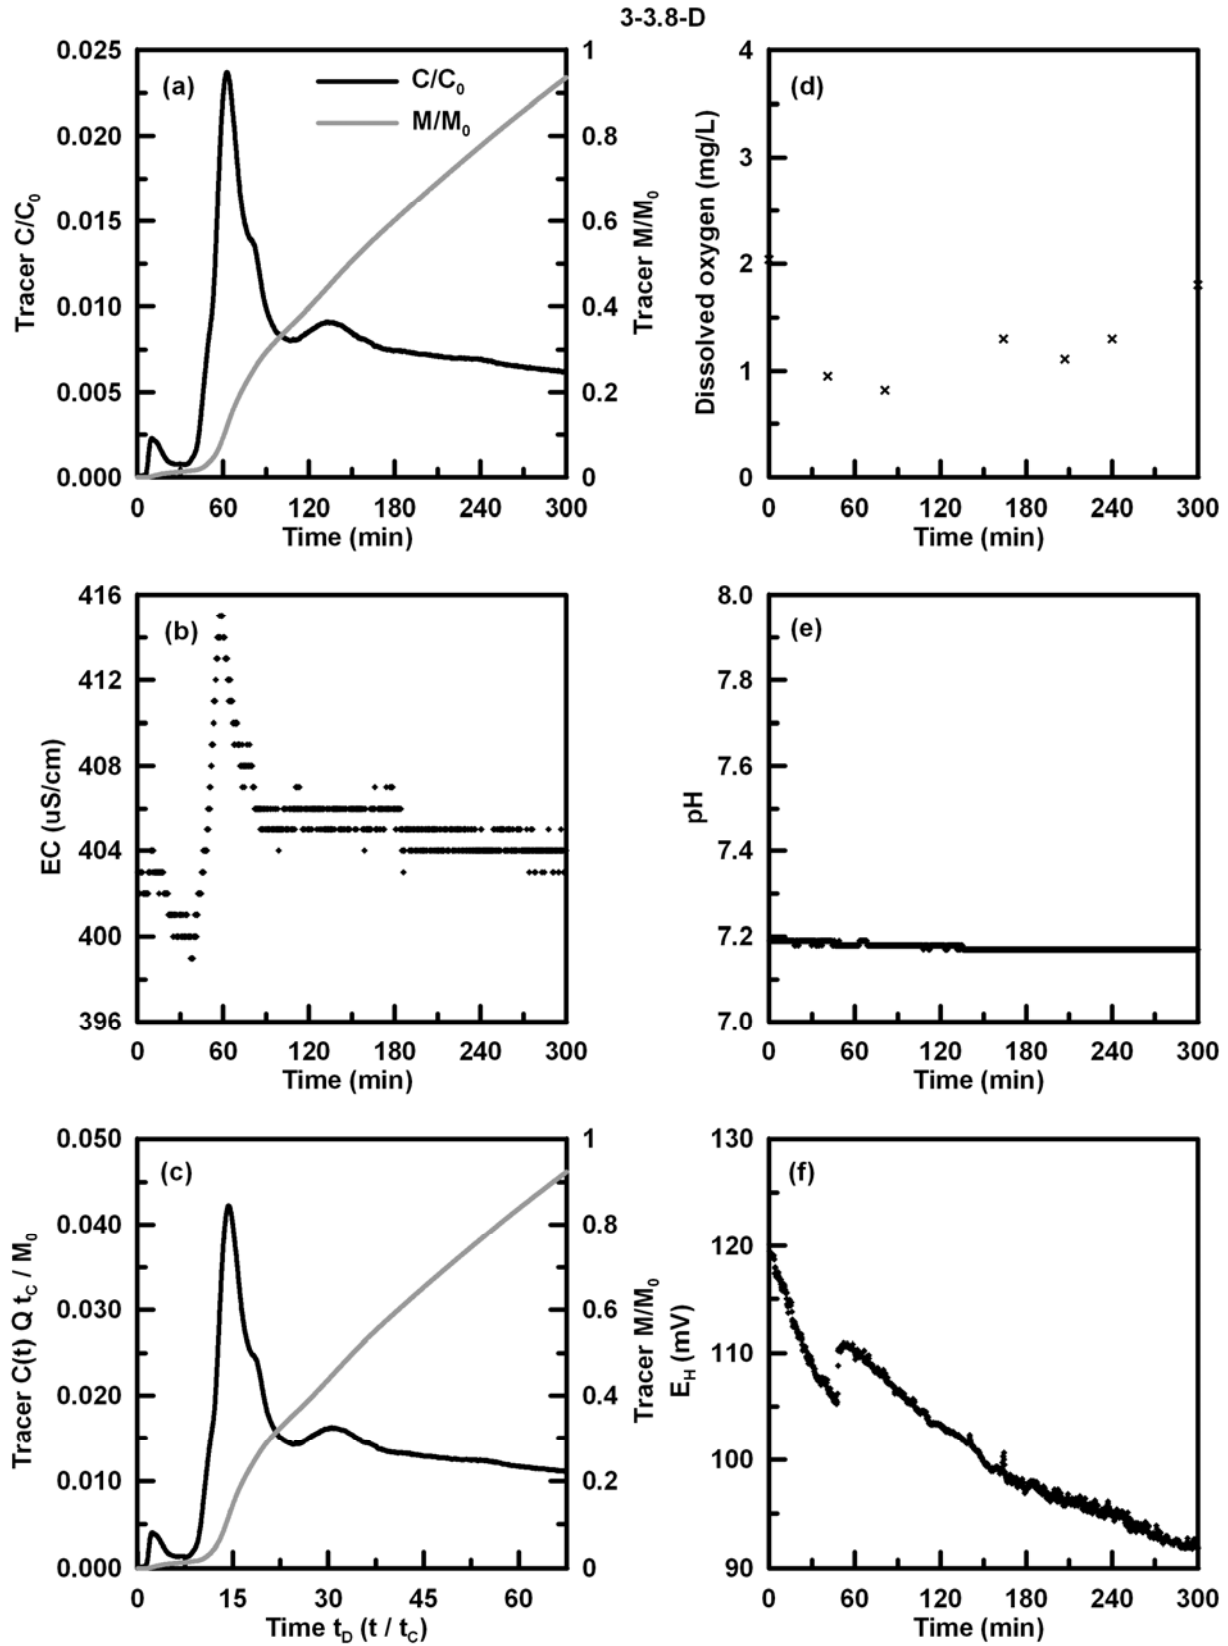 3-3.8-D
(a)
C/C0
M/M0
0.025
0.020
0.015
0.010
0.005
0.000
Tracer C/C0
1
0.8
0.6
0.4
0.2
0
Tracer M/M0
0 60 120 180 240 300
Time (min)
(d)
4
3
2
1
0
Dissolved oxygen (mg/L)
0 60 120 180 240 300
Time (min)
(b)
416
412
408
404
400
396
EC (uS/cm)
0 60 120 180 240 300
Time (min)
(e)
8.0
7.8
7.6
7.4
7.2
7.0
pH
0 60 120 180 240 300
Time (min)
(c)
0.050
0.040
0.030
0.020
0.010
0.000
Tracer C(t) Q tC / M0
1
0.8
0.6
0.4
0.2
0
Tracer M/M0
0 15 30 45 60
Time tD (t / tC)
(f)
130
120
110
100
90
EH (mV)
0 60 120 180 240 300
Time (min)